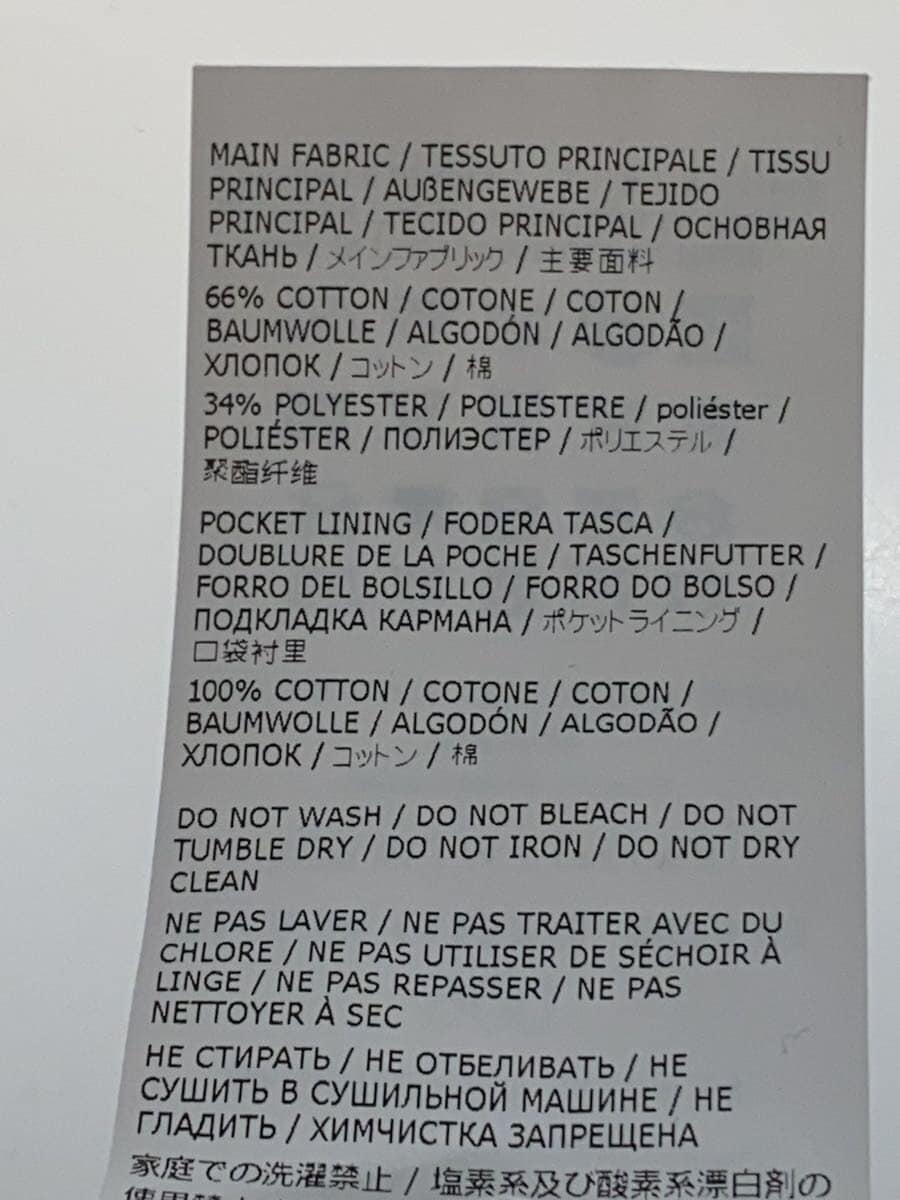 MAIN FABRIC / TESSUTO PRINCIPALE / TISSU
PRINCIPAL / AUßENGEWEBE / TEJIDO
PRINCIPAL / TECIDO PRINCIPAL / ОСНОВНАЯ
ТКАНЬ / メインファブリック / 主要面料
66% COTTON / COTONE / COTON /
BAUMWOLLE / ALGODÓN / ALGODÃO /
ХЛОПОК / コットン / 棉
34% POLYESTER / POLIESTERE / poliéster /
POLIÉSTER / ПОЛИЭСТЕР / ポリエステル /
聚酯纤维
POCKET LINING / FODERA TASCA /
DOUBLURE DE LA POCHE / TASCHENFUTTER /
FORRO DEL BOLSILLO / FORRO DO BOLSO /
ПОДКЛАДКА КАРМАНА / ポケットライニング /
口袋衬里
100% COTTON / COTONE / COTON /
BAUMWOLLE / ALGODÓN / ALGODÃO /
ХЛОПОК / コットン / 棉
DO NOT WASH / DO NOT BLEACH / DO NOT
TUMBLE DRY / DO NOT IRON / DO NOT DRY
CLEAN
NE PAS LAVER / NE PAS TRAITER AVEC DU
CHLORE / NE PAS UTILISER DE SÉCHOIR À
LINGE / NE PAS REPASSER / NE PAS
NETTOYER À SEC
НЕ СТИРАТЬ / НЕ ОТБЕЛИВАТЬ / НЕ
СУШИТЬ В СУШИЛЬНОЙ МАШИНЕ / НЕ
ГЛАДИТЬ / ХИМЧИСТКА ЗАПРЕЩЕНА
家庭での洗濯禁止 / 塩素系及び酸素系漂白剤の